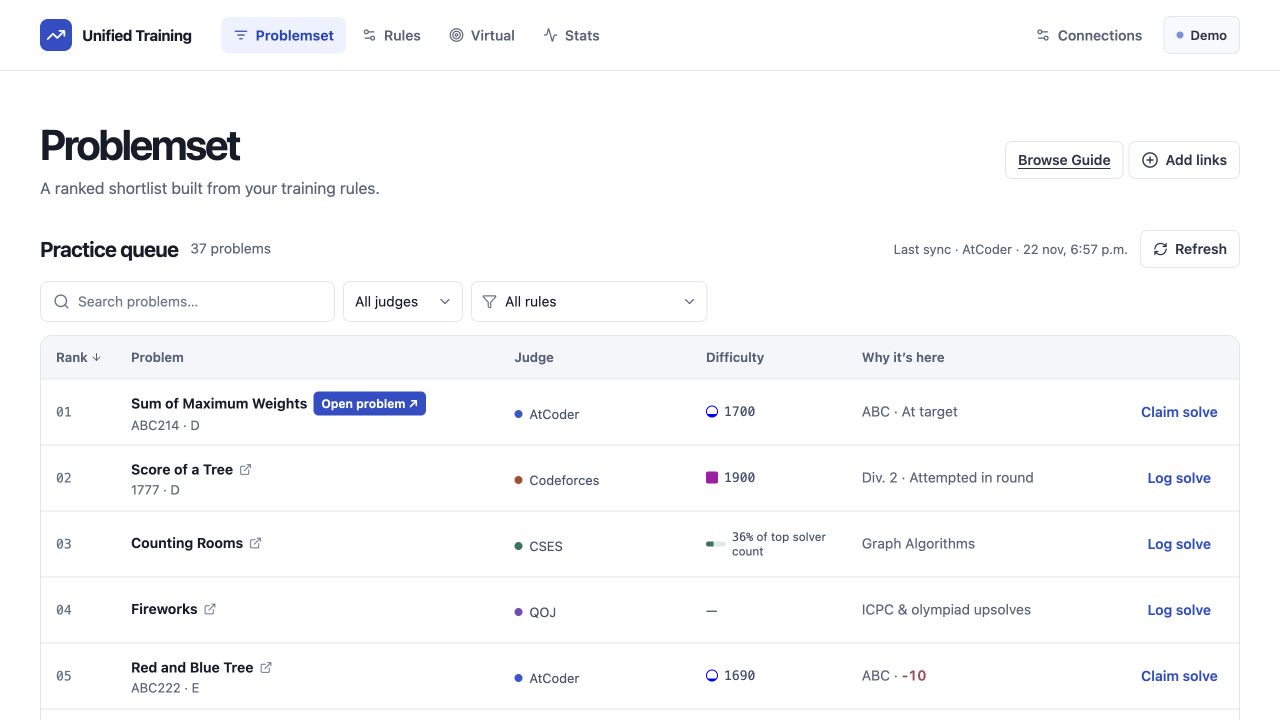 Unified Training
Problemset
Rules
Virtual
Stats
Connections
Demo
Problemset
A ranked shortlist built from your training rules.
Browse Guide
Add links
Practice queue 37 problems
Last sync · AtCoder · 22 nov, 6:57 p.m.
Refresh
Search problems...
All judges
All rules
Rank ↓ Problem Judge Difficulty Why it’s here
01 Sum of Maximum Weights Open problem ↗ AtCoder 1700 ABC · At target Claim solve
ABC214 · D
02 Score of a Tree Codeforces 1900 Div. 2 · Attempted in round Log solve
1777 · D
03 Counting Rooms CSES 36% of top solver Graph Algorithms Log solve
count
04 Fireworks QOJ — ICPC & olympiad upsolves Log solve
05 Red and Blue Tree AtCoder 1690 ABC · -10 Claim solve
ABC222 · E